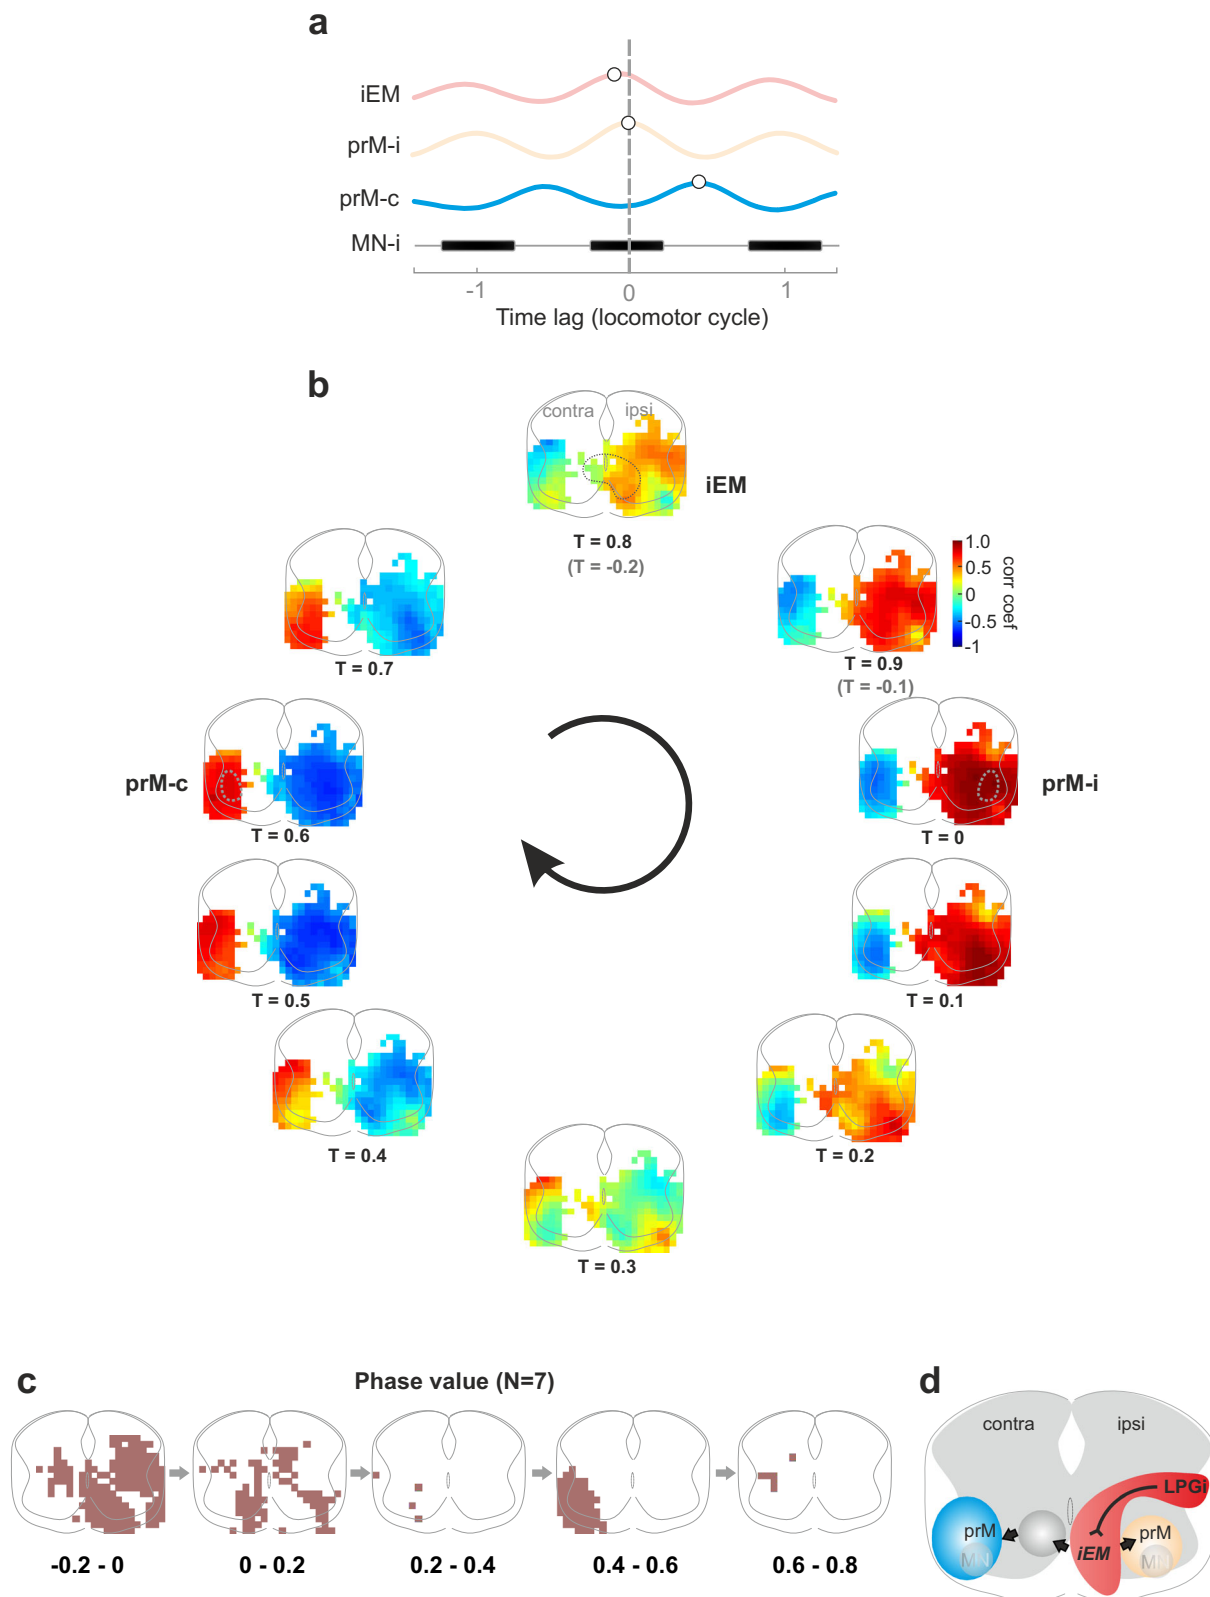 a
iEM
prM-i
prM-c
MN-i
-1
0
1
Time lag (locomotor cycle)
b
contra
ipsi
iEM
T = 0.8
(T = -0.2)
1.0
0.5
0
-0.5
-1
corr coef
T = 0.7
T = 0.9
(T = -0.1)
prM-c
prM-i
T = 0.6
T = 0
T = 0.5
T = 0.1
T = 0.4
T = 0.2
T = 0.3
c
Phase value (N=7)
d
contra
ipsi
LPGi
prM
prM
iEM
MN
MN
-0.2 - 0
0 - 0.2
0.2 - 0.4
0.4 - 0.6
0.6 - 0.8